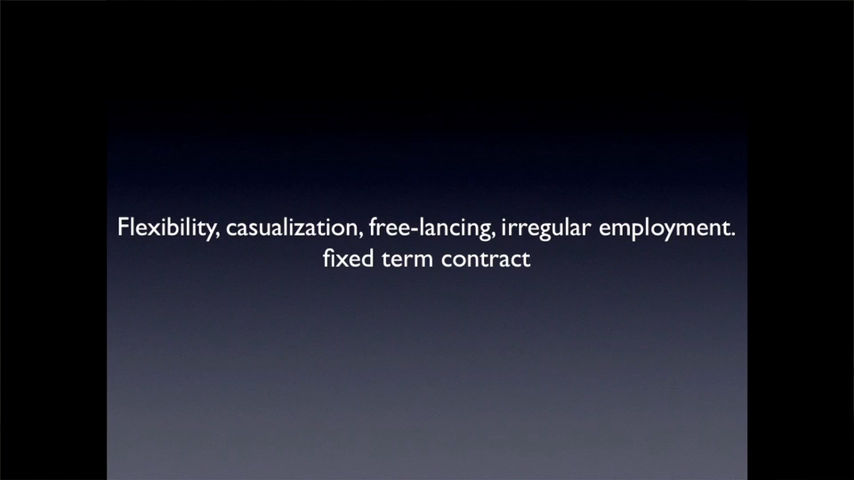 Flexibility, casualization, free-lancing, irregular employment.
fixed term contract